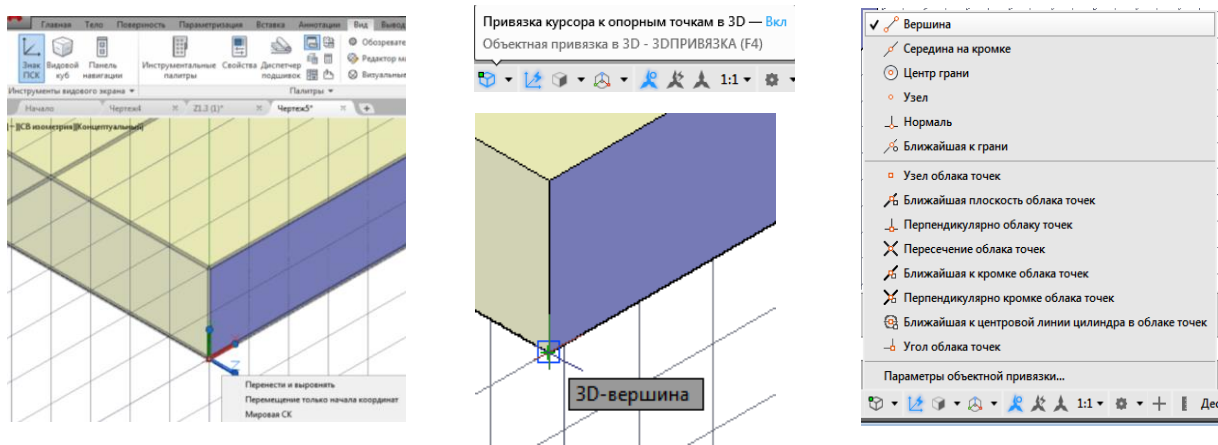 Главная Тело Поверхность Параметризация Вставка Аннотации Вид Вывод
Знак ПСК
Видовой куб
Панель навигации
Инструментальные палитры
Свойства
Диспетчер подшивок
Обозревате
Редактор
Визуальные
Инструменты видового экрана
Палитры
Начало Чертеж4 Z1.3 (1)* Чертеж5*
СВ изометрия][Концептуальный]
Z
Перенести и выровнять
Перемещение только начала координат
Мировая СК
Привязка курсора к опорным точкам в 3D — Вкл
Объектная привязка в 3D - 3DПРИВЯЗКА (F4)
1:1
3D-вершина
Вершина
Середина на кромке
Центр грани
Узел
Нормаль
Ближайшая к грани
Узел облака точек
Ближайшая плоскость облака точек
Перпендикулярно облаку точек
Пересечение облака точек
Ближайшая к кромке облака точек
Перпендикулярно кромке облака точек
Ближайшая к центровой линии цилиндра в облаке точек
Угол облака точек
Параметры объектной привязки...
1:1 Дес